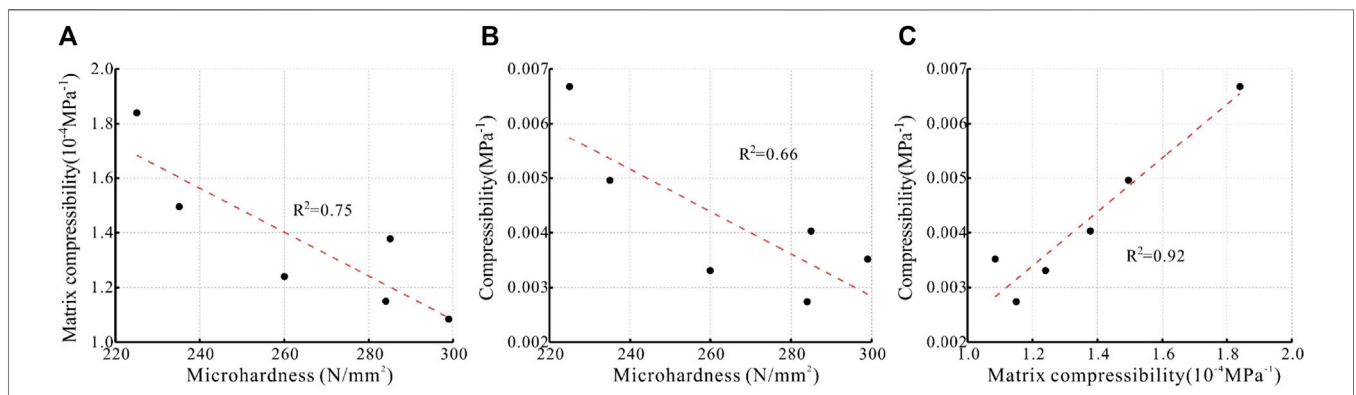 A
Matrix compressibility(10⁻⁴MPa⁻¹)
2.0
1.8
1.6
1.4
1.2
1.0
R²=0.75
220 240 260 280 300
Microhardness (N/mm²)
B
Compressibility(MPa⁻¹)
0.007
0.006
0.005
0.004
0.003
0.002
R²=0.66
220 240 260 280 300
Microhardness (N/mm²)
C
Compressibility(MPa⁻¹)
0.007
0.006
0.005
0.004
0.003
0.002
R²=0.92
1.0 1.2 1.4 1.6 1.8 2.0
Matrix compressibility(10⁻⁴MPa⁻¹)